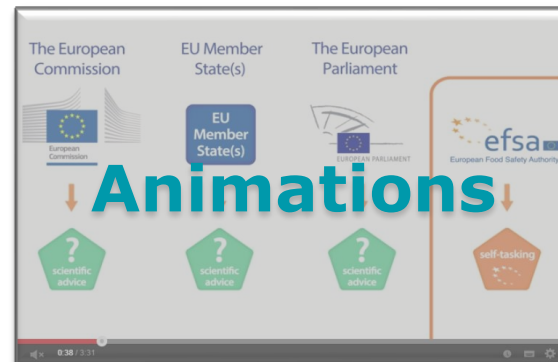 The European
Commission
EU Member
State(s)
The European
Parliament
European
Commission
EU
Member
State(s)
EUROPEAN PARLIAMENT
efsa
European Food Safety Authority
Animations
?
scientific
advice
?
scientific
advice
?
scientific
advice
self-tasking
0:38 / 3:31